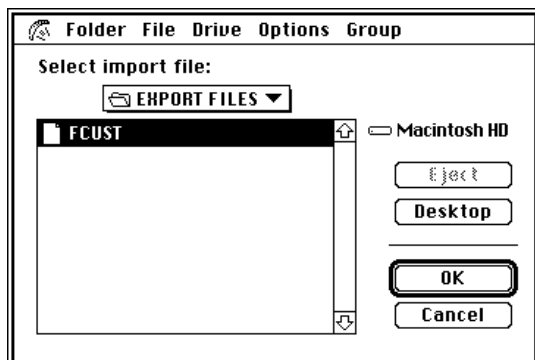 Folder File Drive Options Group
Select import file:
EXPORT FILES
FCUST
Macintosh HD
Eject
Desktop
OK
Cancel